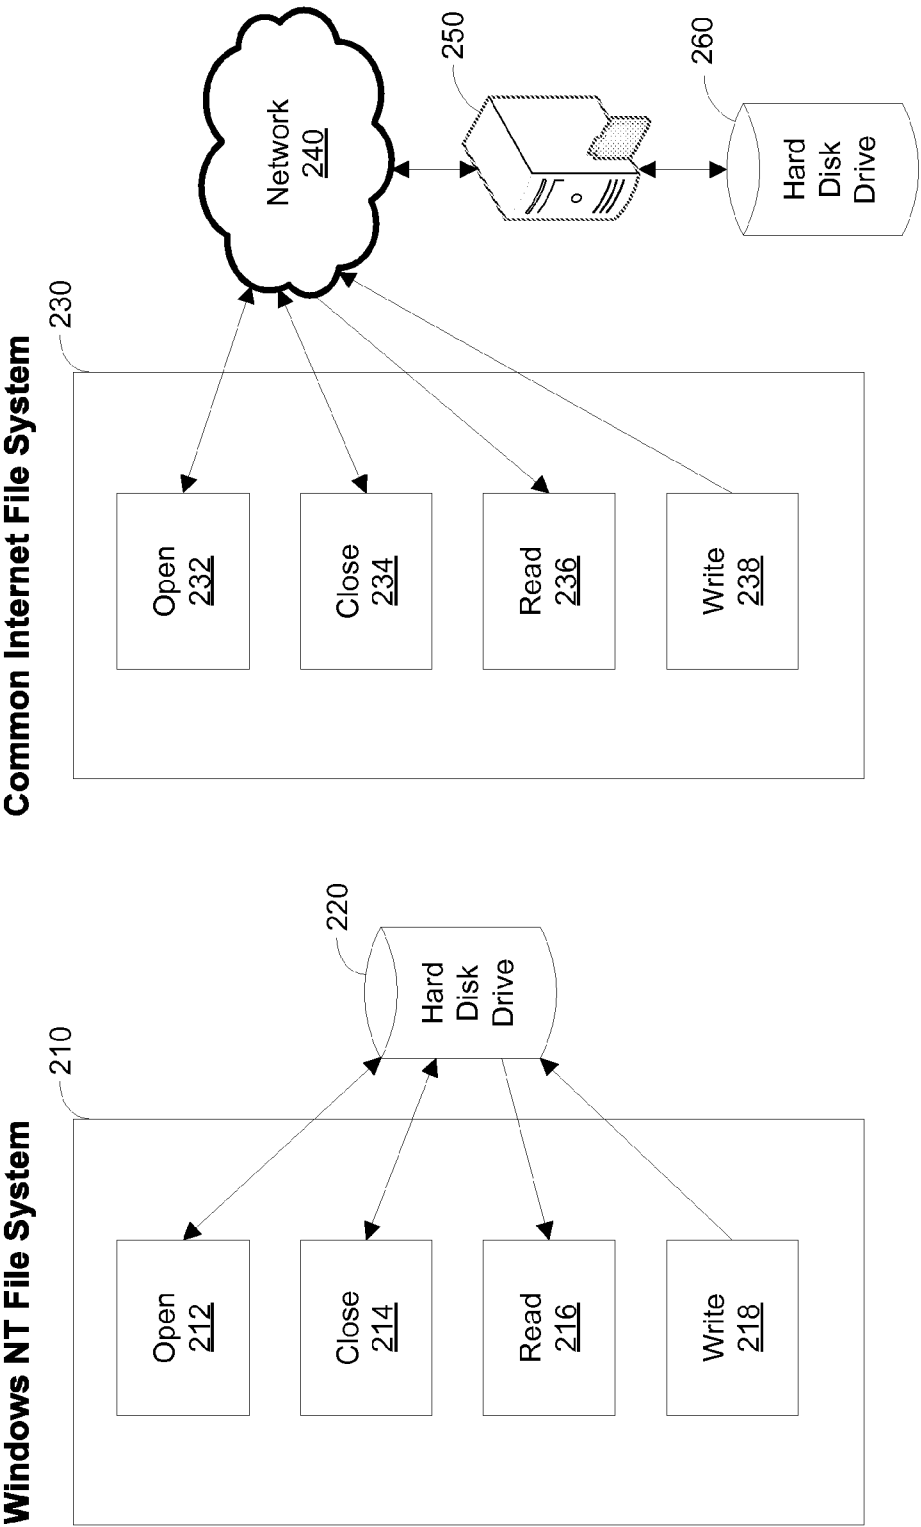 Windows NT File System
210
Open
212
Close
214
Read
216
Write
218
220
Hard
Disk
Drive
Common Internet File System
230
Open
232
Close
234
Read
236
Write
238
Network
240
250
260
Hard
Disk
Drive